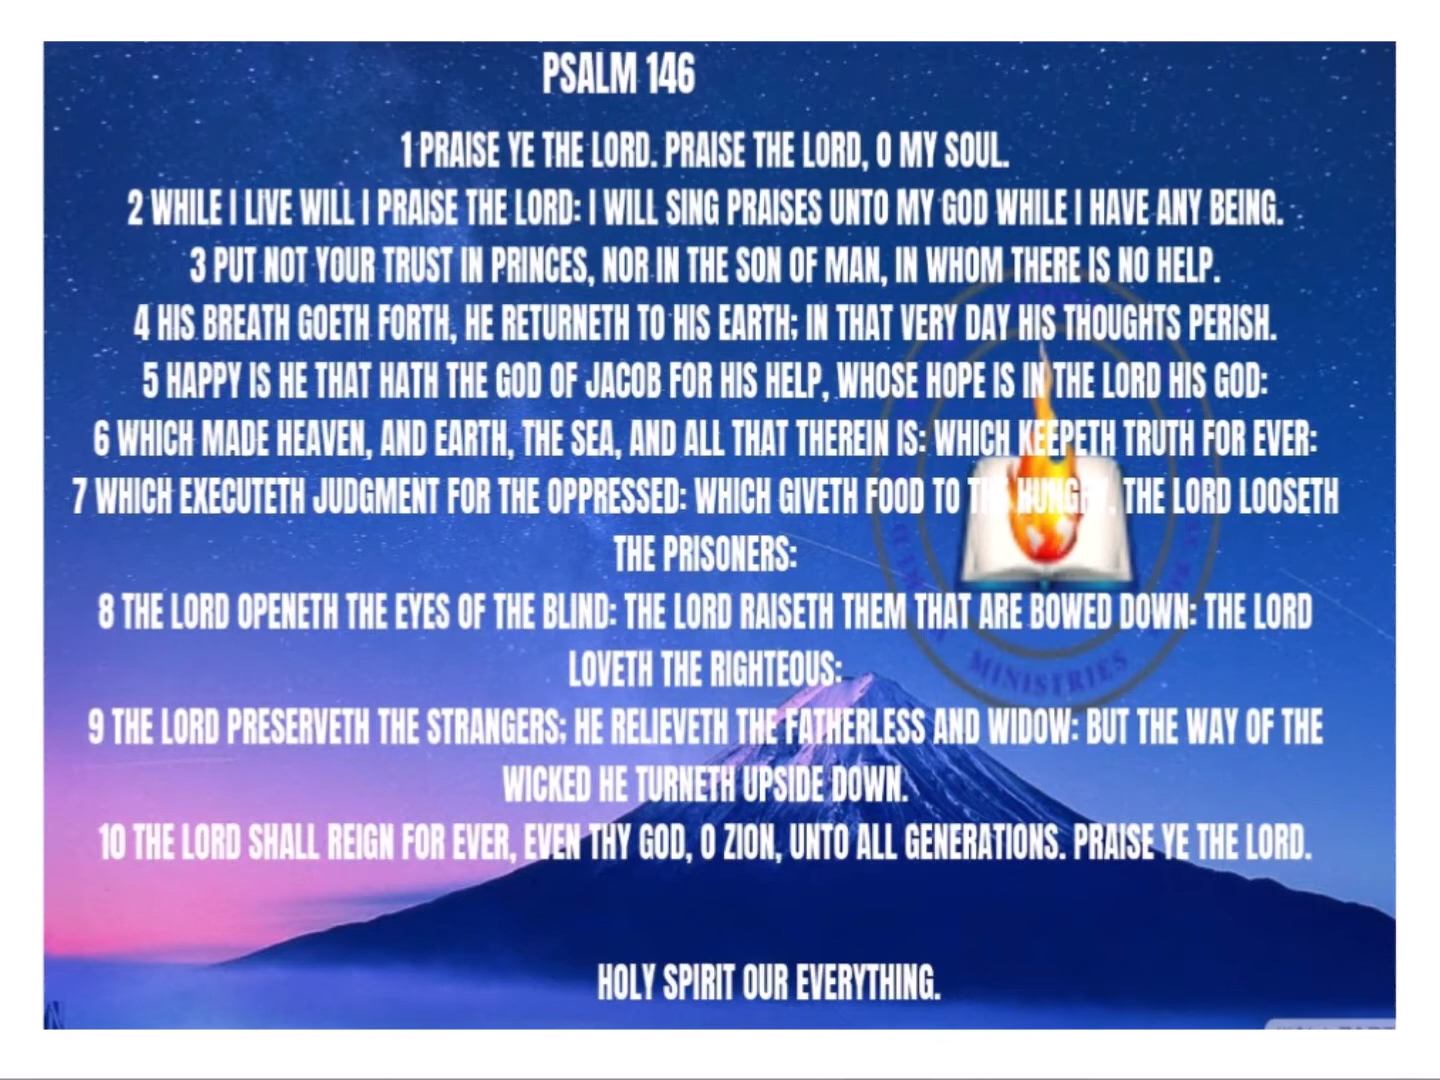 PSALM 146
1 PRAISE YE THE LORD. PRAISE THE LORD, O MY SOUL.
2 WHILE I LIVE WILL I PRAISE THE LORD: I WILL SING PRAISES UNTO MY GOD WHILE I HAVE ANY BEING.
3 PUT NOT YOUR TRUST IN PRINCES, NOR IN THE SON OF MAN, IN WHOM THERE IS NO HELP.
4 HIS BREATH GOETH FORTH, HE RETURNETH TO HIS EARTH; IN THAT VERY DAY HIS THOUGHTS PERISH.
5 HAPPY IS HE THAT HATH THE GOD OF JACOB FOR HIS HELP, WHOSE HOPE IS IN THE LORD HIS GOD:
6 WHICH MADE HEAVEN, AND EARTH, THE SEA, AND ALL THAT THEREIN IS: WHICH KEEPETH TRUTH FOR EVER:
7 WHICH EXECUTETH JUDGMENT FOR THE OPPRESSED: WHICH GIVETH FOOD TO THE HUNGRY. THE LORD LOOSETH
THE PRISONERS:
8 THE LORD OPENETH THE EYES OF THE BLIND: THE LORD RAISETH THEM THAT ARE BOWED DOWN: THE LORD
LOVETH THE RIGHTEOUS:
9 THE LORD PRESERVETH THE STRANGERS; HE RELIEVETH THE FATHERLESS AND WIDOW: BUT THE WAY OF THE
WICKED HE TURNETH UPSIDE DOWN.
10 THE LORD SHALL REIGN FOR EVER, EVEN THY GOD, O ZION, UNTO ALL GENERATIONS. PRAISE YE THE LORD.
MINISTRIES
HOLY SPIRIT OUR EVERYTHING.